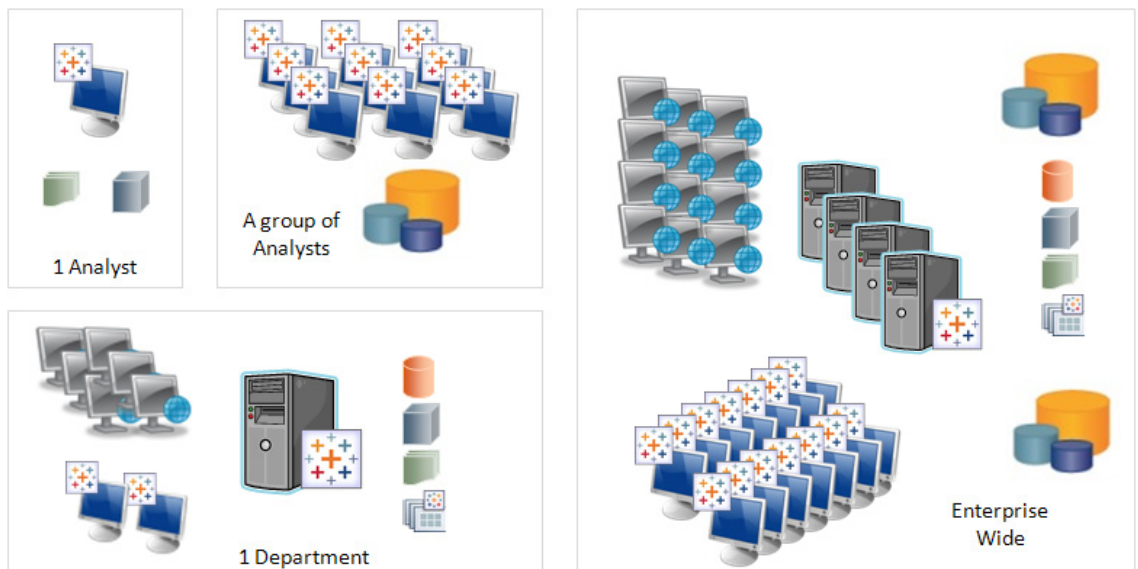 1 Analyst
A group of
Analysts
1 Department
Enterprise
Wide